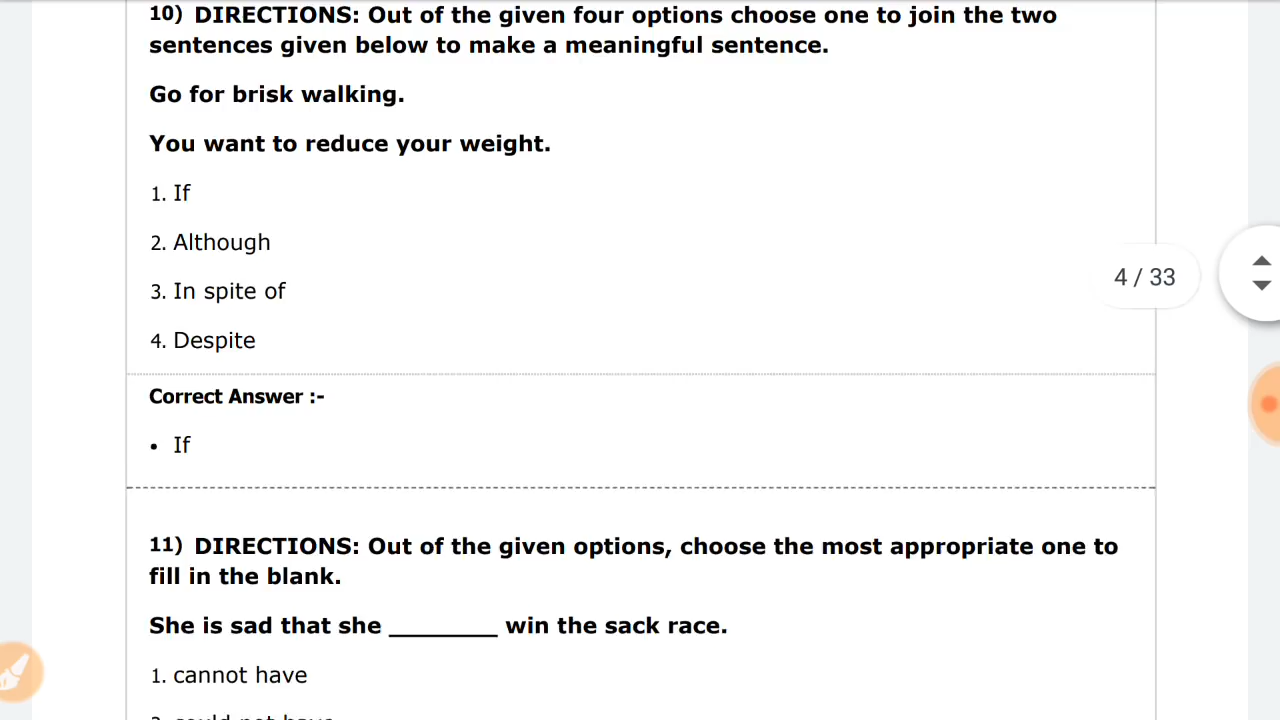 10) DIRECTIONS: Out of the given four options choose one to join the two
sentences given below to make a meaningful sentence.
Go for brisk walking.
You want to reduce your weight.
1. If
2. Although
3. In spite of
4. Despite
4 / 33
Correct Answer :-
• If
11) DIRECTIONS: Out of the given options, choose the most appropriate one to
fill in the blank.
She is sad that she ________ win the sack race.
1. cannot have